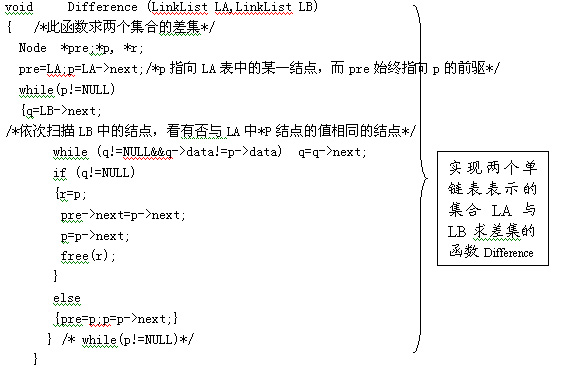 void Difference (LinkList LA,LinkList LB)
{ /*此函数求两个集合的差集*/
Node *pre;*p, *r;
pre=LA;p=LA->next;/*p 指向 LA 表中的某一结点，而 pre 始终指向 p 的前驱*/
while(p!=NULL)
{q=LB->next;
/*依次扫描 LB 中的结点，看有否与 LA 中*P 结点的值相同的结点*/
while (q!=NULL&&q->data!=p->data) q=q->next;
if (q!=NULL)
{r=p;
pre->next=p->next;
p=p->next;
free(r);
}
else
{pre=p;p=p->next;}
} /* while(p!=NULL)*/
}
实现两个单
链表表示的
集合 LA 与
LB 求差集的
函数 Difference